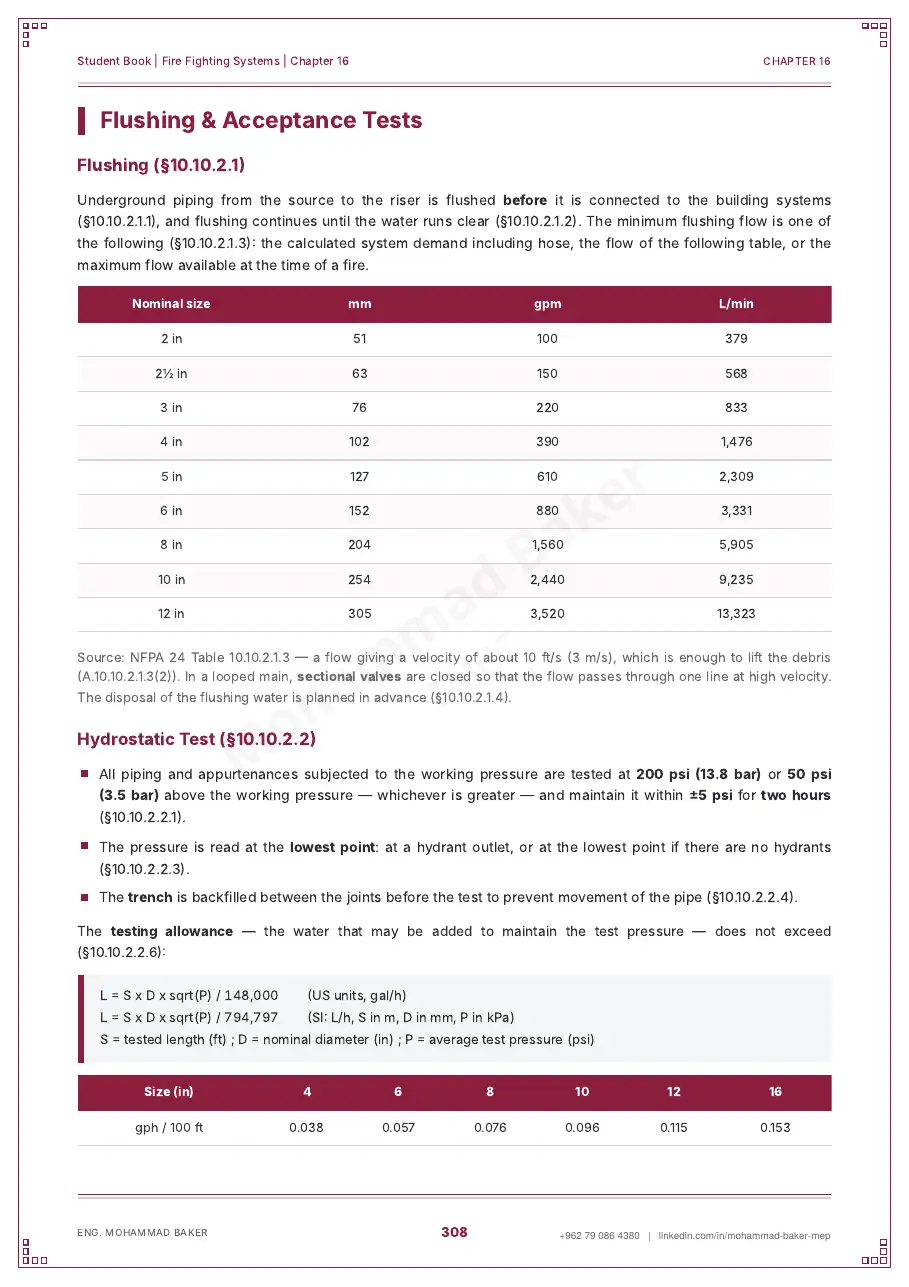 Student Book | Fire Fighting Systems | Chapter 16
CHAPTER 16
Flushing & Acceptance Tests
Flushing (§10.10.2.1)
Underground piping from the source to the riser is flushed before it is connected to the building systems
(§10.10.2.1.1), and flushing continues until the water runs clear (§10.10.2.1.2). The minimum flushing flow is one of
the following (§10.10.2.1.3): the calculated system demand including hose, the flow of the following table, or the
maximum flow available at the time of a fire.
Nominal size mm gpm L/min
2 in 51 100 379
2½ in 63 150 568
3 in 76 220 833
4 in 102 390 1,476
5 in 127 610 2,309
6 in 152 880 3,331
8 in 204 1,560 5,905
10 in 254 2,440 9,235
12 in 305 3,520 13,323
Mohammad Baker
Source: NFPA 24 Table 10.10.2.1.3 — a flow giving a velocity of about 10 ft/s (3 m/s), which is enough to lift the debris
(A.10.10.2.1.3(2)). In a looped main, sectional valves are closed so that the flow passes through one line at high velocity.
The disposal of the flushing water is planned in advance (§10.10.2.1.4).
Hydrostatic Test (§10.10.2.2)
All piping and appurtenances subjected to the working pressure are tested at 200 psi (13.8 bar) or 50 psi
(3.5 bar) above the working pressure — whichever is greater — and maintain it within ±5 psi for two hours
(§10.10.2.2.1).
The pressure is read at the lowest point: at a hydrant outlet, or at the lowest point if there are no hydrants
(§10.10.2.2.3).
The trench is backfilled between the joints before the test to prevent movement of the pipe (§10.10.2.2.4).
The testing allowance — the water that may be added to maintain the test pressure — does not exceed
(§10.10.2.2.6):
L = S x D x sqrt(P) / 148,000 (US units, gal/h)
L = S x D x sqrt(P) / 794,797 (SI: L/h, S in m, D in mm, P in kPa)
S = tested length (ft) ; D = nominal diameter (in) ; P = average test pressure (psi)
Size (in) 4 6 8 10 12 16
gph / 100 ft 0.038 0.057 0.076 0.096 0.115 0.153
ENG. MOHAMMAD BAKER
308
+962 79 086 4380 | linkedin.com/in/mohammad-baker-mep